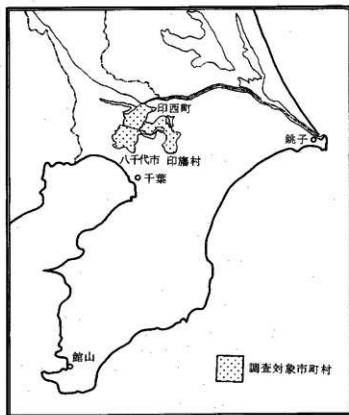 印西町
八千代市
印旛村
千葉
銚子
館山
調査対象市町村